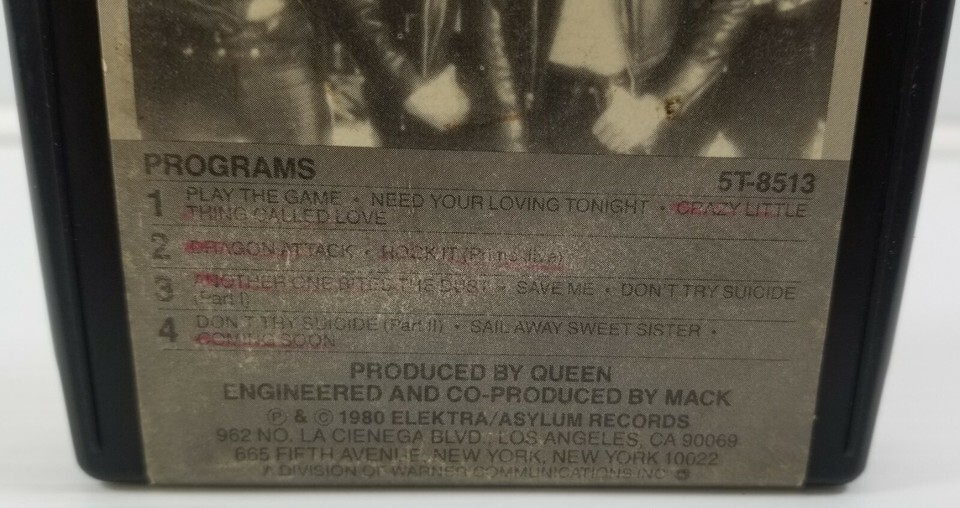 PROGRAMS
5T-8513
1 PLAY THE GAME • NEED YOUR LOVING TONIGHT • CRAZY LITTLE
THING CALLED LOVE
2 DRAGON ATTACK • ROCK IT (Prime Jive)
3 ANOTHER ONE BITES THE DUST • SAVE ME • DON'T TRY SUICIDE
(Part I)
4 DON'T TRY SUICIDE (Part II) • SAIL AWAY SWEET SISTER •
COMING SOON
PRODUCED BY QUEEN
ENGINEERED AND CO-PRODUCED BY MACK
Ⓟ & © 1980 ELEKTRA/ASYLUM RECORDS
962 NO. LA CIENEGA BLVD., LOS ANGELES, CA 90069
665 FIFTH AVENUE, NEW YORK, NEW YORK 10022
A DIVISION OF WARNER COMMUNICATIONS INC.